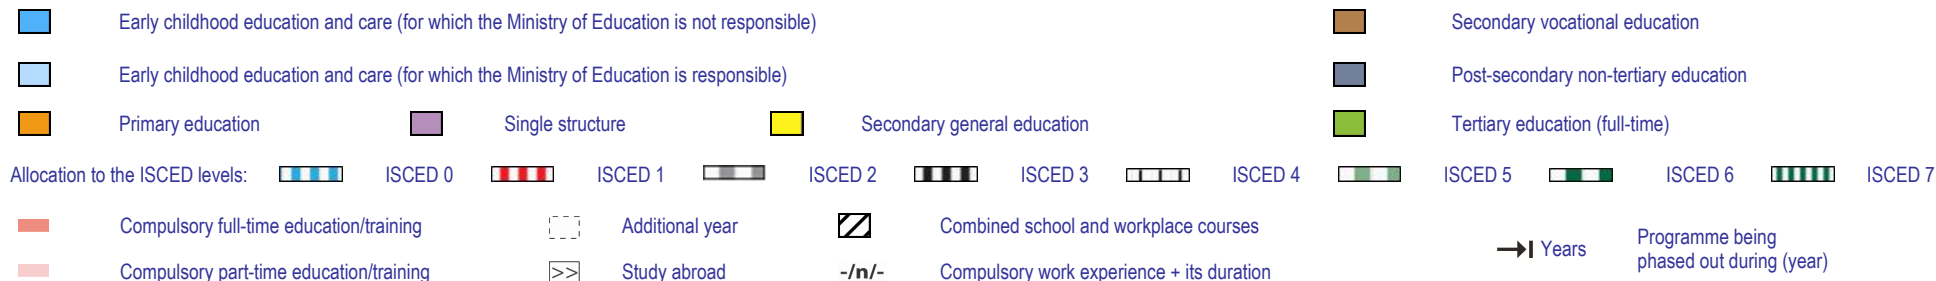 Early childhood education and care (for which the Ministry of Education is not responsible) Secondary vocational education
Early childhood education and care (for which the Ministry of Education is responsible) Post-secondary non-tertiary education
Primary education Single structure Secondary general education Tertiary education (full-time)
Allocation to the ISCED levels: ISCED 0 ISCED 1 ISCED 2 ISCED 3 ISCED 4 ISCED 5 ISCED 6 ISCED 7
Compulsory full-time education/training Additional year Combined school and workplace courses
Years Programme being
phased out during (year)
Compulsory part-time education/training >> Study abroad -/n/- Compulsory work experience + its duration